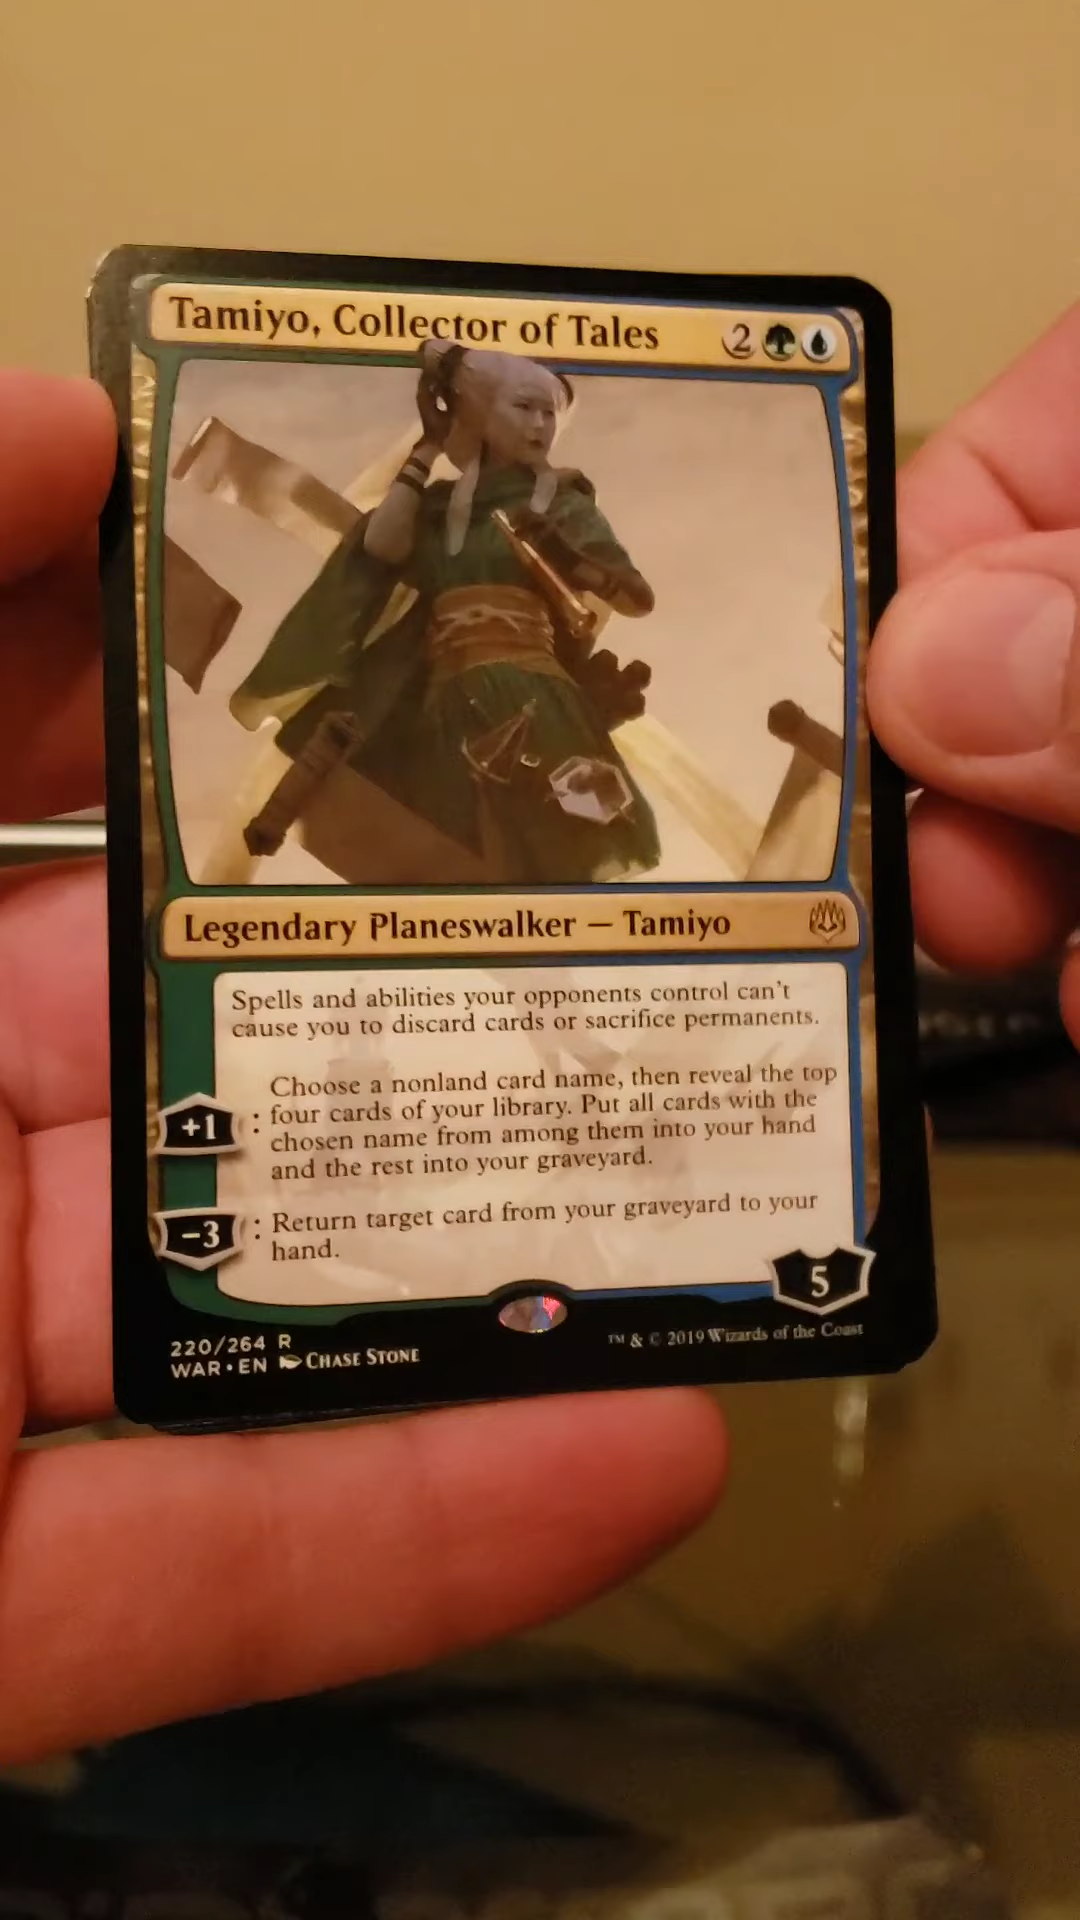 Tamiyo, Collector of Tales 2
Legendary Planeswalker — Tamiyo
Spells and abilities your opponents control can't
cause you to discard cards or sacrifice permanents.
+1 : Choose a nonland card name, then reveal the top
four cards of your library. Put all cards with the
chosen name from among them into your hand
and the rest into your graveyard.
−3 : Return target card from your graveyard to your
hand.
5
220/264 R
WAR • EN Chase Stone
™ & © 2019 Wizards of the Coast